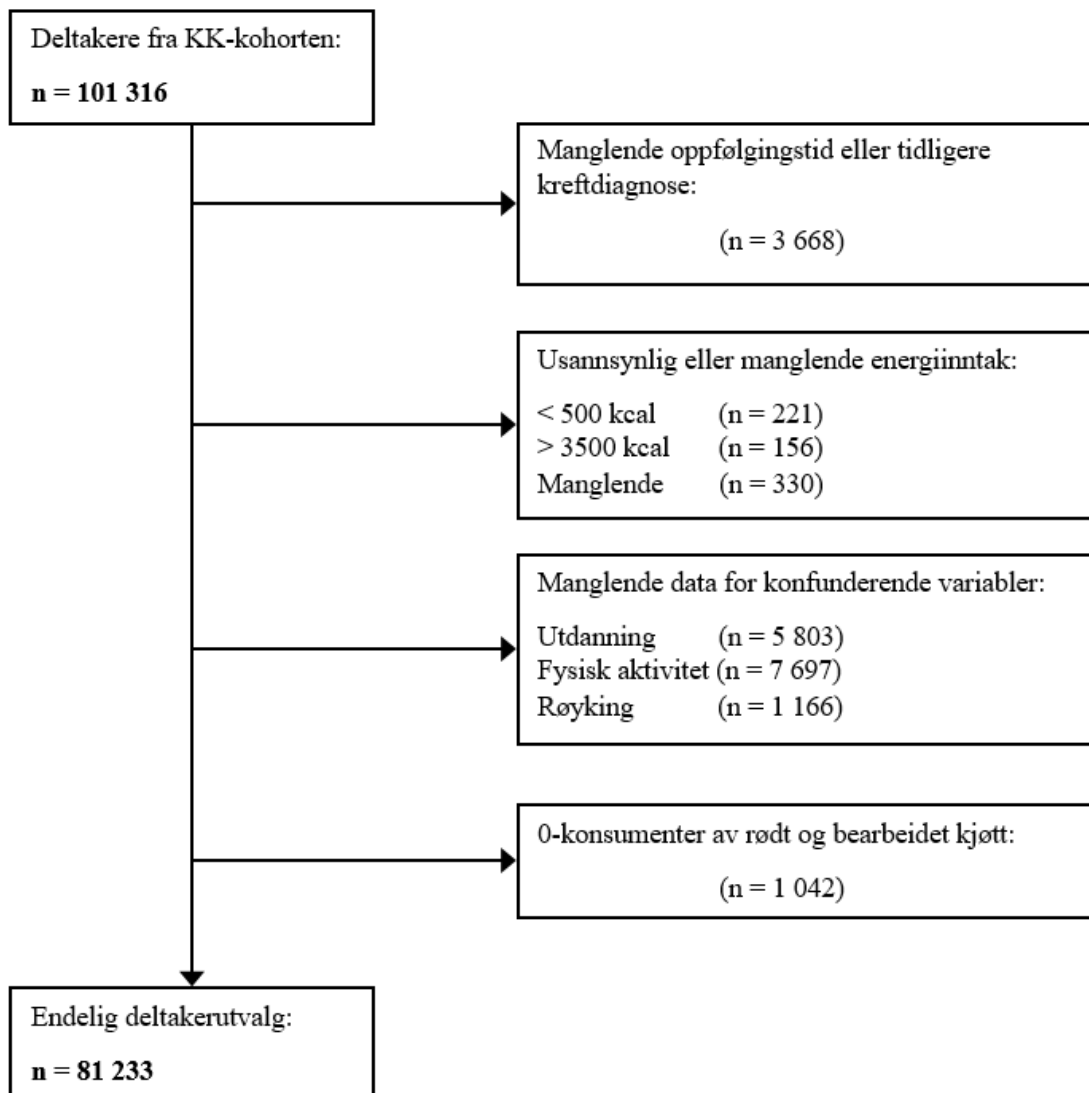 Deltakere fra KK-kohorten:
n = 101 316
Manglende oppfølgingstid eller tidligere
kreftdiagnose:
(n = 3 668)
Usannsynlig eller manglende energiinntak:
< 500 kcal (n = 221)
> 3500 kcal (n = 156)
Manglende (n = 330)
Manglende data for konfunderende variabler:
Utdanning (n = 5 803)
Fysisk aktivitet (n = 7 697)
Røyking (n = 1 166)
0-konsumenter av rødt og bearbeidet kjøtt:
(n = 1 042)
Endelig deltakerutvalg:
n = 81 233